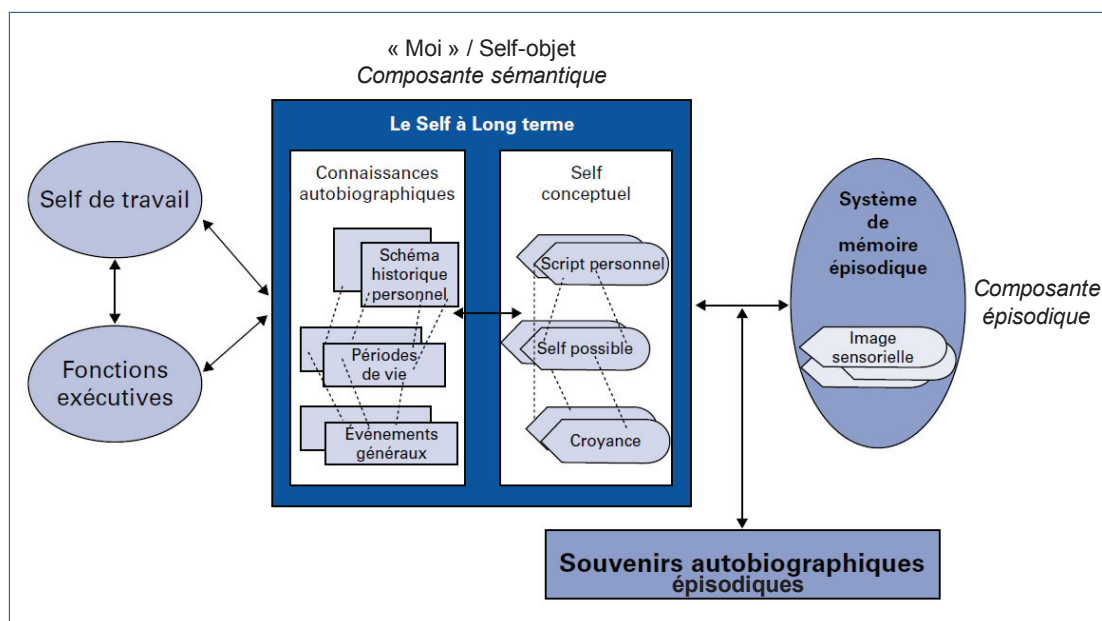 « Moi » / Self-objet
Composante sémantique
Le Self à Long terme
Self de travail
Fonctions
exécutives
Connaissances
autobiographiques
Schéma
historique
personnel
Périodes
de vie
Événements
généraux
Self
conceptuel
Script personnel
Self possible
Croyance
Système
de
mémoire
épisodique
Image
sensorielle
Composante
épisodique
Souvenirs autobiographiques
épisodiques